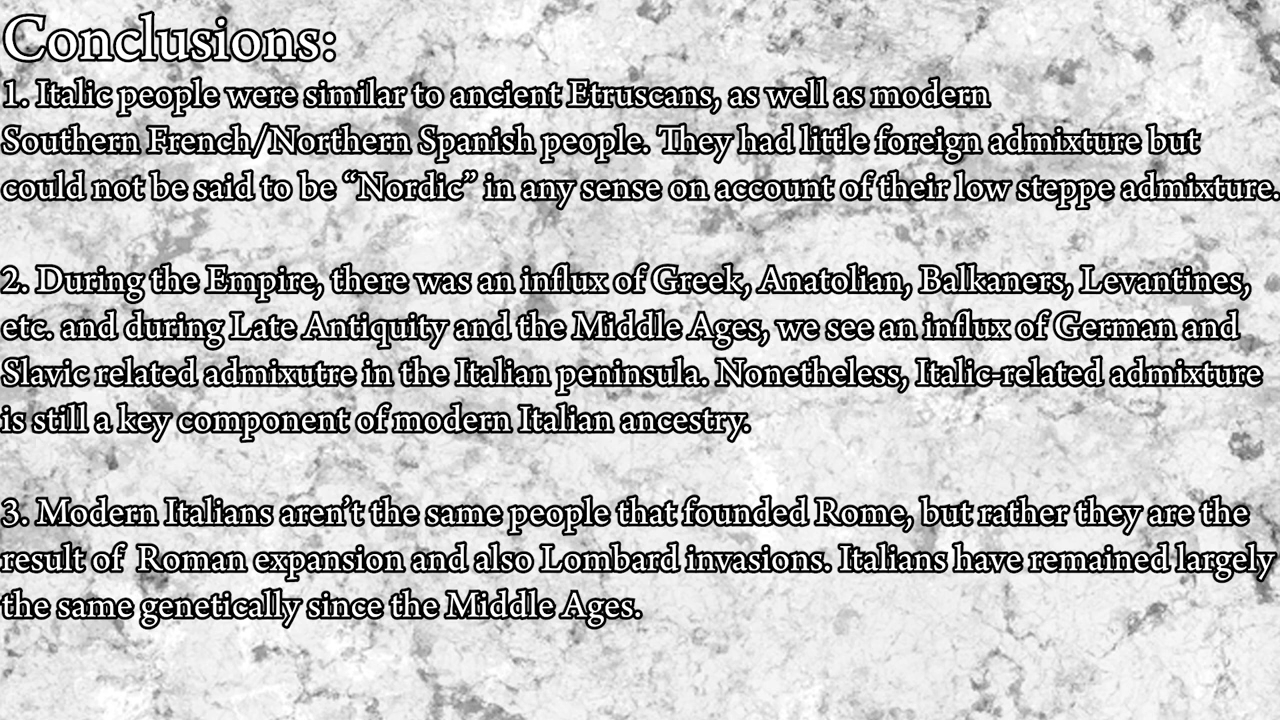 Conclusions:
1. Italic people were similar to ancient Etruscans, as well as modern
Southern French/Northern Spanish people. They had little foreign admixture but
could not be said to be “Nordic” in any sense on account of their low steppe admixture.
2. During the Empire, there was an influx of Greek, Anatolian, Balkaners, Levantines,
etc. and during Late Antiquity and the Middle Ages, we see an influx of German and
Slavic related admixutre in the Italian peninsula. Nonetheless, Italic-related admixture
is still a key component of modern Italian ancestry.
3. Modern Italians aren’t the same people that founded Rome, but rather they are the
result of  Roman expansion and also Lombard invasions. Italians have remained largely
the same genetically since the Middle Ages.